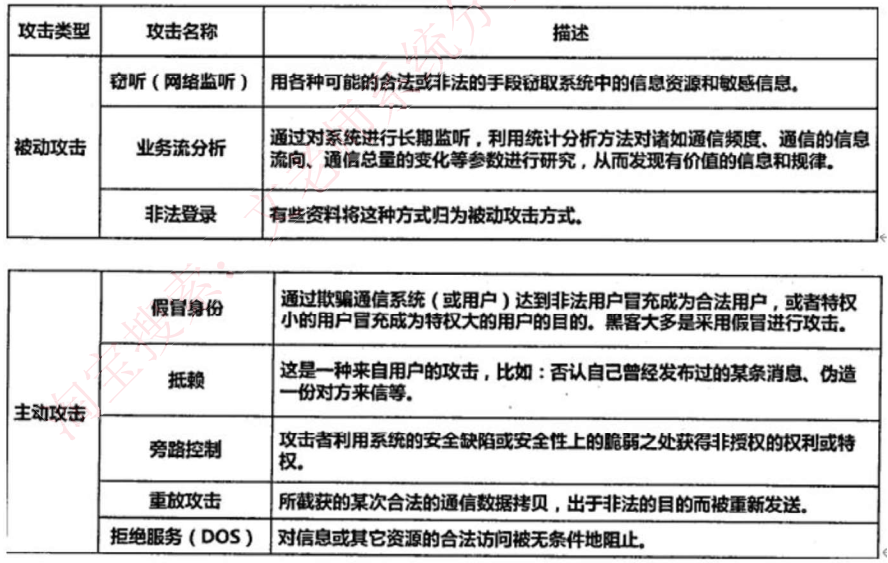 攻击类型 攻击名称 描述
被动攻击
窃听（网络监听） 用各种可能的合法或非法的手段窃取系统中的信息资源和敏感信息。
业务流分析
通过对系统进行长期监听，利用统计分析方法对诸如通信频度、通信的信息
流向、通信总量的变化等参数进行研究，从而发现有价值的信息和规律。
非法登录 有些资料将这种方式归为被动攻击方式。
主动攻击
假冒身份
通过欺骗通信系统（或用户）达到非法用户冒充成为合法用户，或者特权
小的用户冒充成为特权大的用户的目的。黑客大多是采用假冒进行攻击。
抵赖
这是一种来自用户的攻击，比如：否认自己曾经发布过的某条消息、伪造
一份对方来信等。
旁路控制
攻击者利用系统的安全缺陷或安全性上的脆弱之处获得非授权的权利或特
权。
重放攻击 所截获的某次合法的通信数据拷贝，出于非法的目的而被重新发送。
拒绝服务（DOS） 对信息或其它资源的合法访问被无条件地阻止。
淘宝搜索：文老师系统分